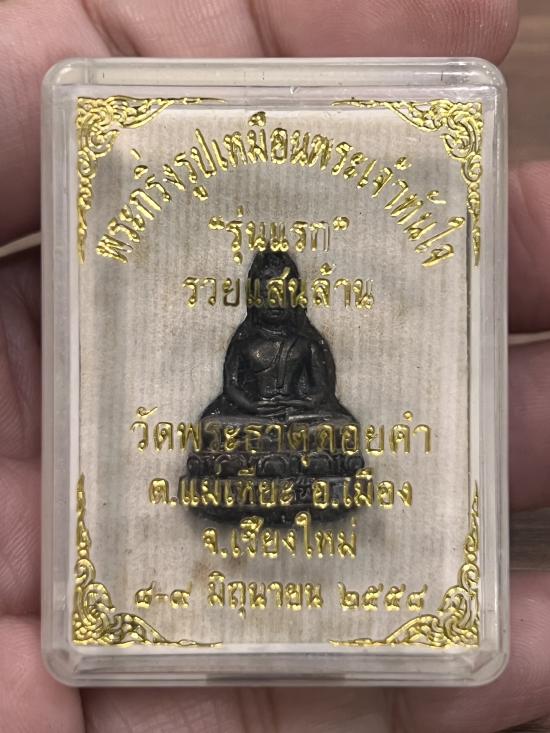 พระกริ่งรูปเหมือนพระเจ้าทันใจ
"รุ่นแรก"
รวยแสนล้าน
วัดพระธาตุดอยคำ
ต.แม่เหียะ อ.เมือง
จ.เชียงใหม่
๘-๙ มิถุนายน ๒๕๕๘